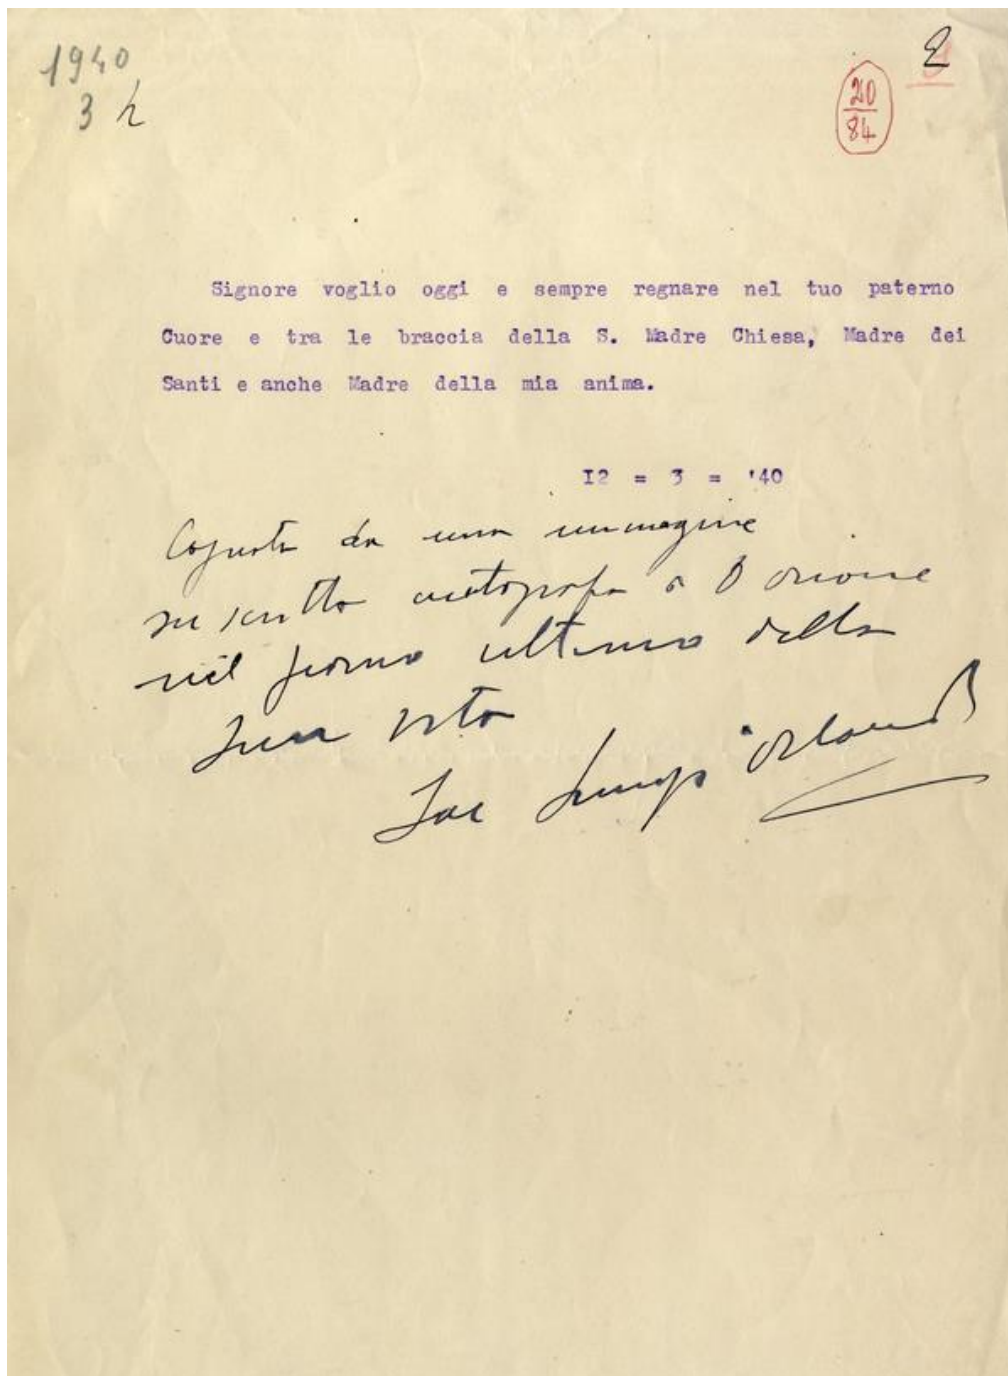 1940
3 h
2
20
84
Signore voglio oggi e sempre regnare nel tuo paterno
Cuore e tra le braccia della S. Madre Chiesa, Madre dei
Santi e anche Madre della mia anima.
I2 = 3 = '40
Copiata da una immagine
su scritto autografo D Orione
nel giorno ultimo della
sua vita
Sac Luigi Orlandi